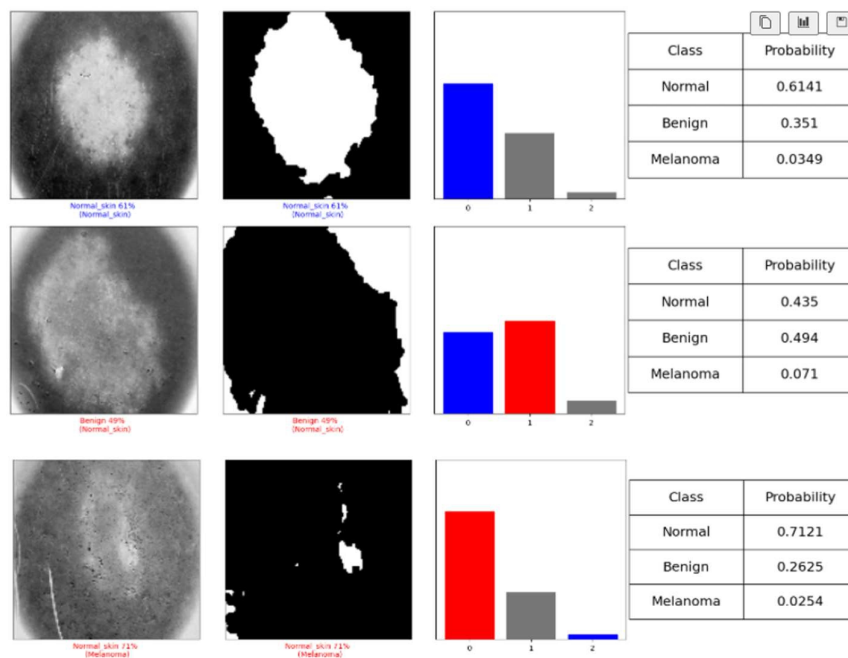 Class Probability
Normal 0.6141
Benign 0.351
Melanoma 0.0349
0 1 2
Normal_skin 61%
(Normal_skin)
Normal_skin 61%
(Normal_skin)
Class Probability
Normal 0.435
Benign 0.494
Melanoma 0.071
0 1 2
Benign 49%
(Normal_skin)
Benign 49%
(Normal_skin)
Class Probability
Normal 0.7121
Benign 0.2625
Melanoma 0.0254
0 1 2
Normal_skin 71%
(Melanoma)
Normal_skin 71%
(Melanoma)